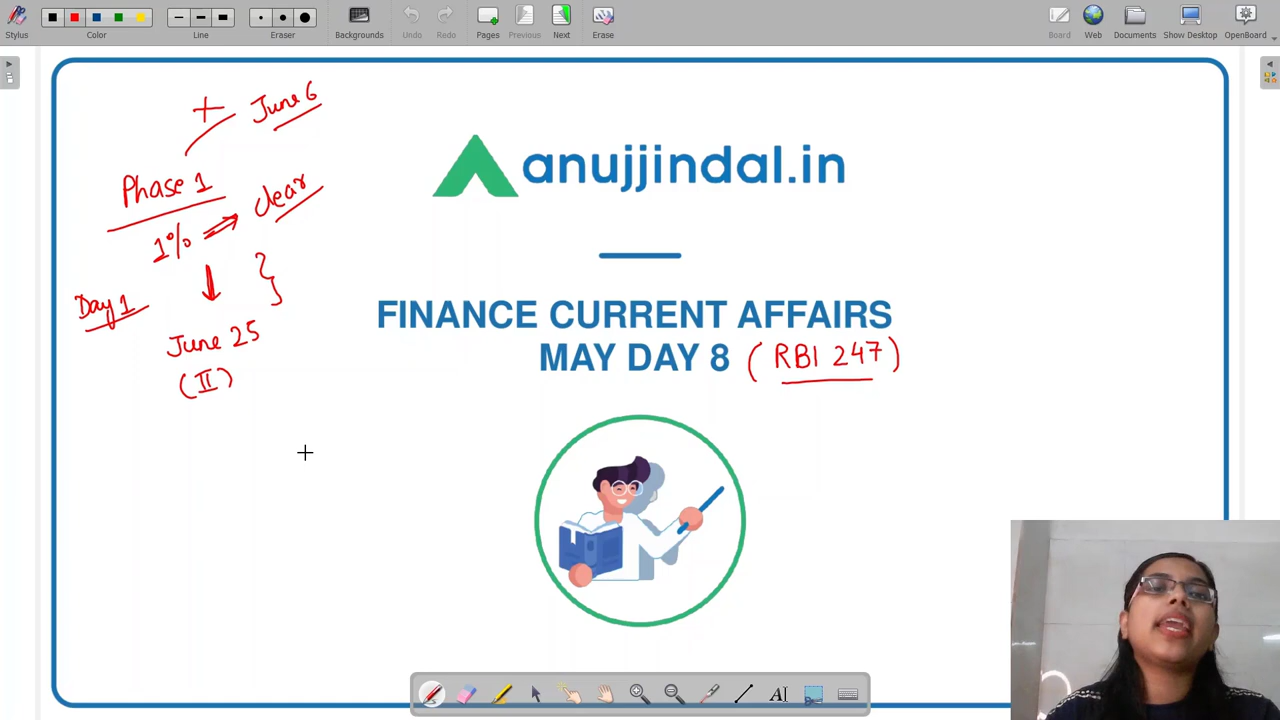 Stylus
Color
Line
Eraser
Backgrounds
Undo
Redo
Pages
Previous
Next
Erase
Board
Web
Documents
Show Desktop
OpenBoard
+ June 6
Phase 1
1% ⇒ clear
Day 1
June 25
(II)
anujjindal.in
FINANCE CURRENT AFFAIRS
MAY DAY 8 (RBI 247)
AI